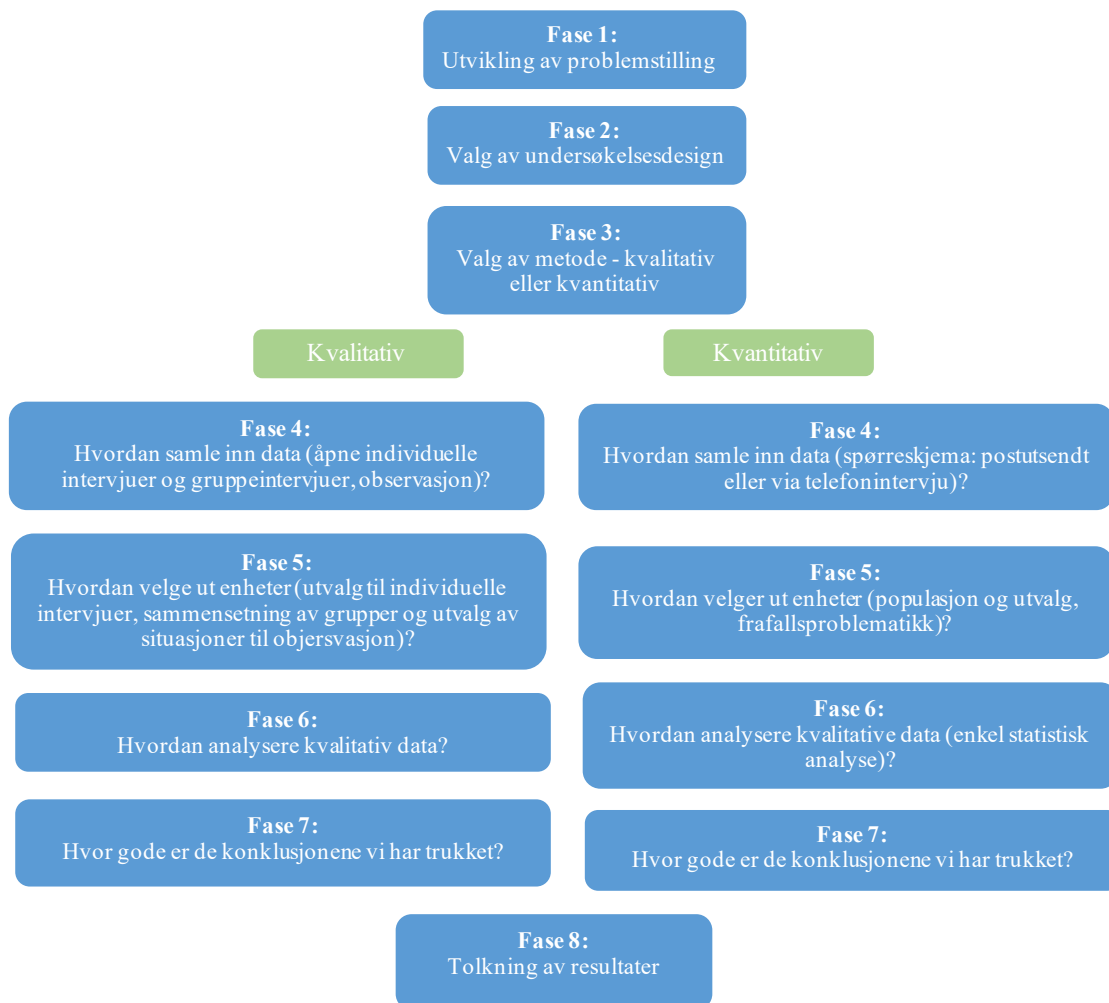 Fase 1:
Utvikling av problemstilling
Fase 2:
Valg av undersøkelsesdesign
Fase 3:
Valg av metode - kvalitativ
eller kvantitativ
Kvalitativ
Kvantitativ
Fase 4:
Hvordan samle inn data (åpne individuelle
intervjuer og gruppeintervjuer, observasjon)?
Fase 4:
Hvordan samle inn data (spørreskjema: postutsendt
eller via telefonintervju)?
Fase 5:
Hvordan velge ut enheter (utvalg til individuelle
intervjuer, sammensetning av grupper og utvalg av
situasjoner til objersvasjon)?
Fase 5:
Hvordan velger ut enheter (populasjon og utvalg,
frafallsproblematikk)?
Fase 6:
Hvordan analysere kvalitativ data?
Fase 6:
Hvordan analysere kvalitative data (enkel statistisk
analyse)?
Fase 7:
Hvor gode er de konklusjonene vi har trukket?
Fase 7:
Hvor gode er de konklusjonene vi har trukket?
Fase 8:
Tolkning av resultater